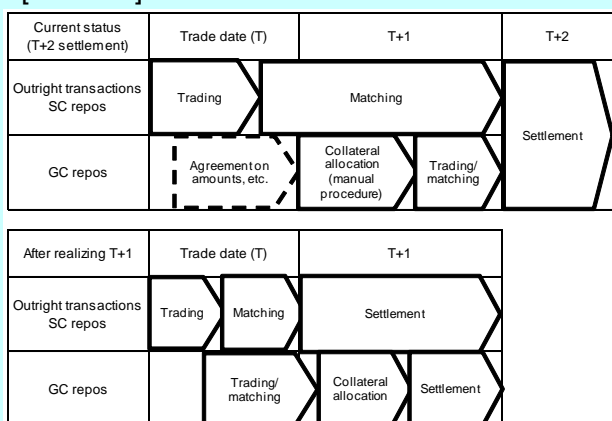 Current status
(T+2 settlement)
Trade date (T)
T+1
T+2
Outright transactions
SC repos
Trading
Matching
Settlement
GC repos
Agreement on
amounts, etc.
Collateral
allocation
(manual
procedure)
Trading/
matching
After realizing T+1
Trade date (T)
T+1
Outright transactions
SC repos
Trading
Matching
Settlement
GC repos
Trading/
matching
Collateral
allocation
Settlement